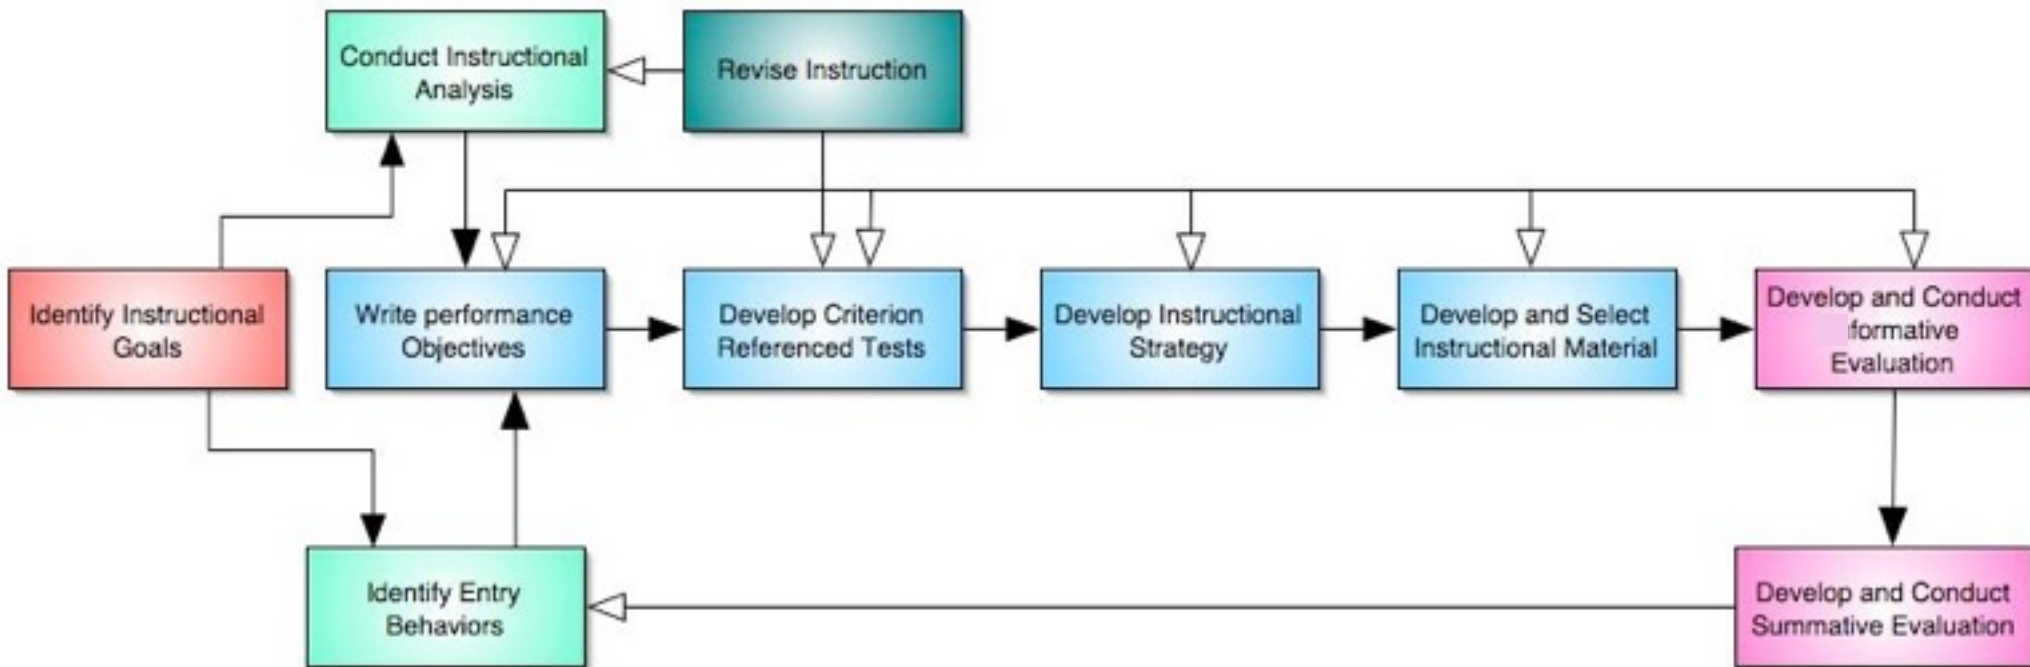 Conduct Instructional
Analysis
Revise Instruction
Identify Instructional
Goals
Write performance
Objectives
Develop Criterion
Referenced Tests
Develop Instructional
Strategy
Develop and Select
Instructional Material
Develop and Conduct
formative
Evaluation
Identify Entry
Behaviors
Develop and Conduct
Summative Evaluation